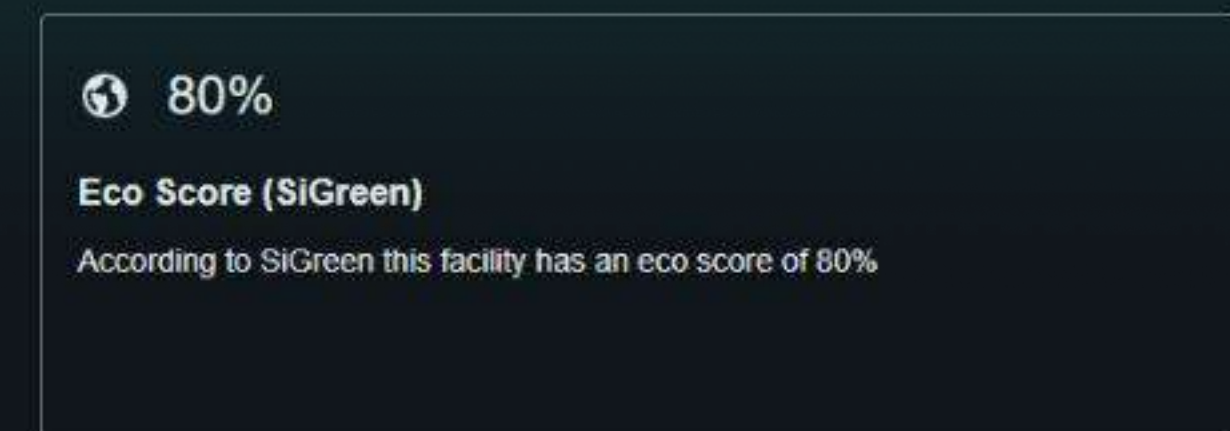 80%
Eco Score (SiGreen)
According to SiGreen this facility has an eco score of 80%